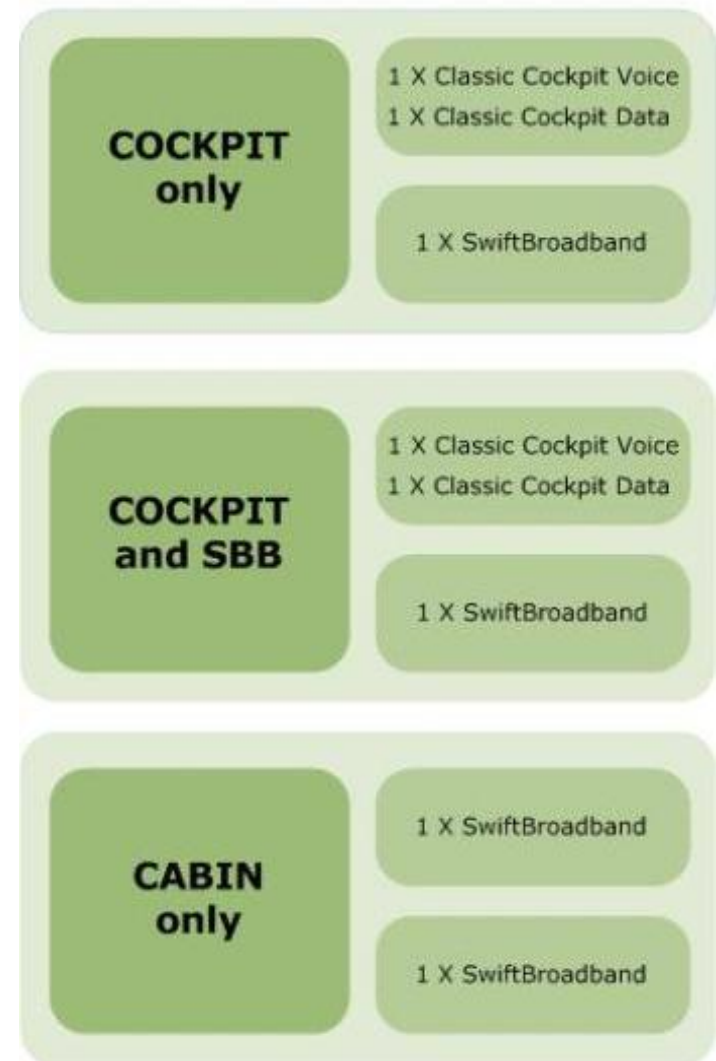 COCKPIT
only
1 X Classic Cockpit Voice
1 X Classic Cockpit Data
1 X SwiftBroadband
COCKPIT
and SBB
1 X Classic Cockpit Voice
1 X Classic Cockpit Data
1 X SwiftBroadband
CABIN
only
1 X SwiftBroadband
1 X SwiftBroadband